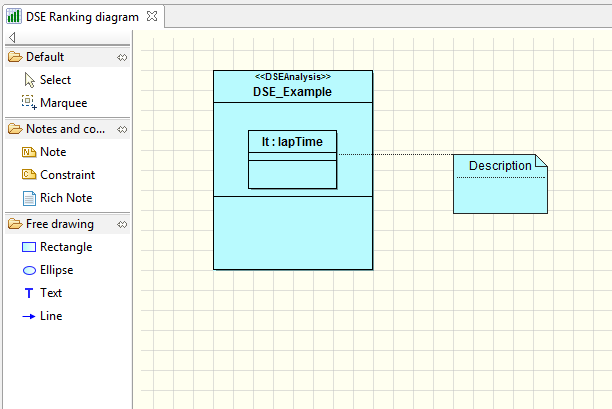 DSE Ranking diagram
Default
Select
Marquee
Notes and co...
Note
Constraint
Rich Note
Free drawing
Rectangle
Ellipse
Text
Line
<<DSEAnalysis>>
DSE_Example
lt : lapTime
Description